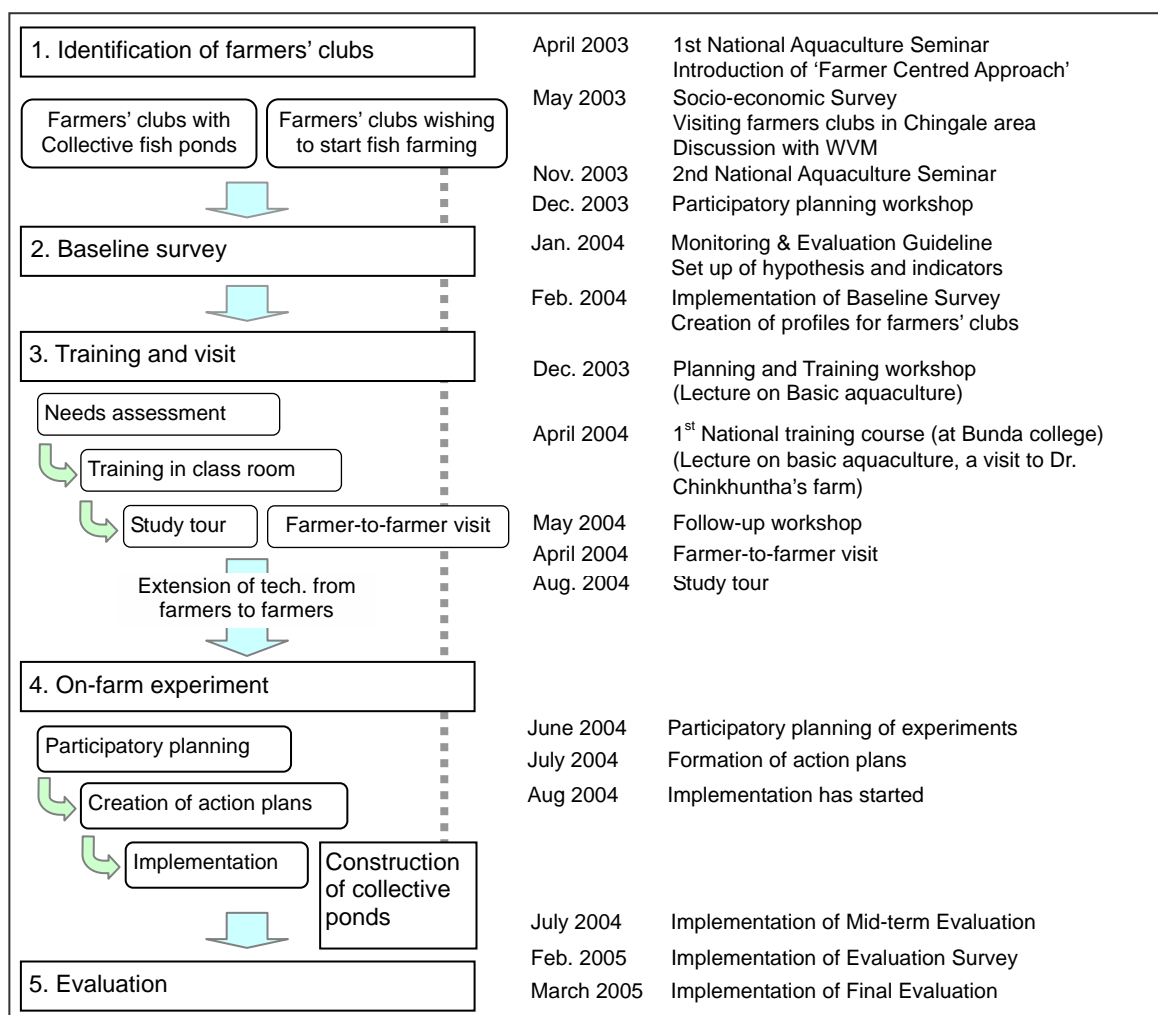 1. Identification of farmers’ clubs
Farmers’ clubs with
Collective fish ponds
Farmers’ clubs wishing
to start fish farming
April 2003 1st National Aquaculture Seminar
Introduction of ‘Farmer Centred Approach’
May 2003 Socio-economic Survey
Visiting farmers clubs in Chingale area
Discussion with WVM
Nov. 2003 2nd National Aquaculture Seminar
Dec. 2003 Participatory planning workshop
2. Baseline survey
Jan. 2004 Monitoring & Evaluation Guideline
Set up of hypothesis and indicators
Feb. 2004 Implementation of Baseline Survey
Creation of profiles for farmers’ clubs
3. Training and visit
Needs assessment
Training in class room
Study tour
Farmer-to-farmer visit
Extension of tech. from
farmers to farmers
Dec. 2003 Planning and Training workshop
(Lecture on Basic aquaculture)
April 2004 1st National training course (at Bunda college)
(Lecture on basic aquaculture, a visit to Dr.
Chinkhuntha’s farm)
May 2004 Follow-up workshop
April 2004 Farmer-to-farmer visit
Aug. 2004 Study tour
4. On-farm experiment
Participatory planning
Creation of action plans
Implementation
Construction
of collective
ponds
June 2004 Participatory planning of experiments
July 2004 Formation of action plans
Aug 2004 Implementation has started
5. Evaluation
July 2004 Implementation of Mid-term Evaluation
Feb. 2005 Implementation of Evaluation Survey
March 2005 Implementation of Final Evaluation